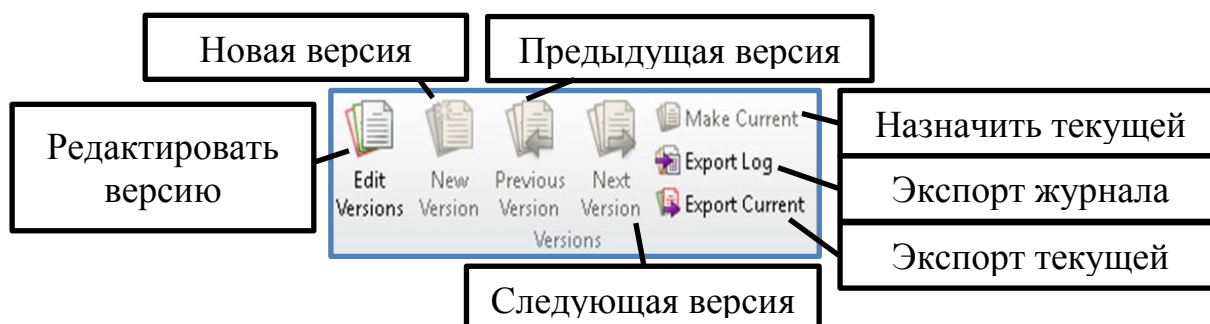 Новая версия
Предыдущая версия
Редактировать
версию
Edit
Versions
New
Version
Previous
Version
Next
Version
Make Current
Export Log
Export Current
Versions
Назначить текущей
Экспорт журнала
Экспорт текущей
Следующая версия